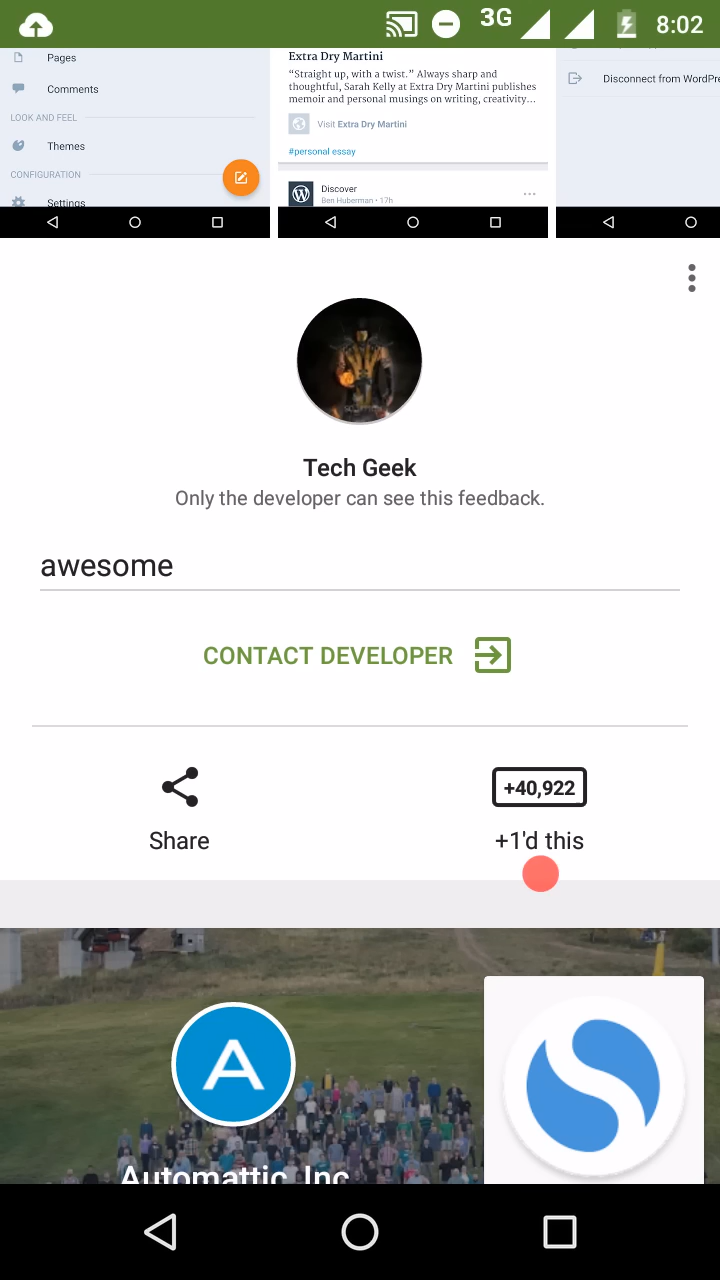 3G 8:02
Pages
Comments
LOOK AND FEEL
Themes
CONFIGURATION
Settings
Extra Dry Martini
“Straight up, with a twist.” Always sharp and
thoughtful, Sarah Kelly at Extra Dry Martini publishes
memoir and personal musings on writing, creativity…
Visit Extra Dry Martini
#personal essay
Discover
Ben Huberman • 17h
Disconnect from WordPre
Tech Geek
Only the developer can see this feedback.
awesome
CONTACT DEVELOPER
+40,922
Share
+1'd this
A
Automattic, Inc